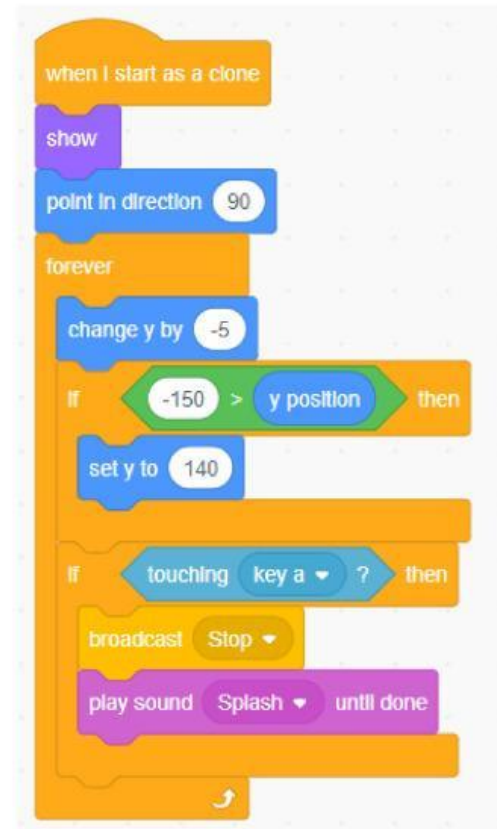 when I start as a clone
show
point in direction 90
forever
change y by -5
if -150 > y position then
set y to 140
if touching key a ? then
broadcast Stop
play sound Splash until done